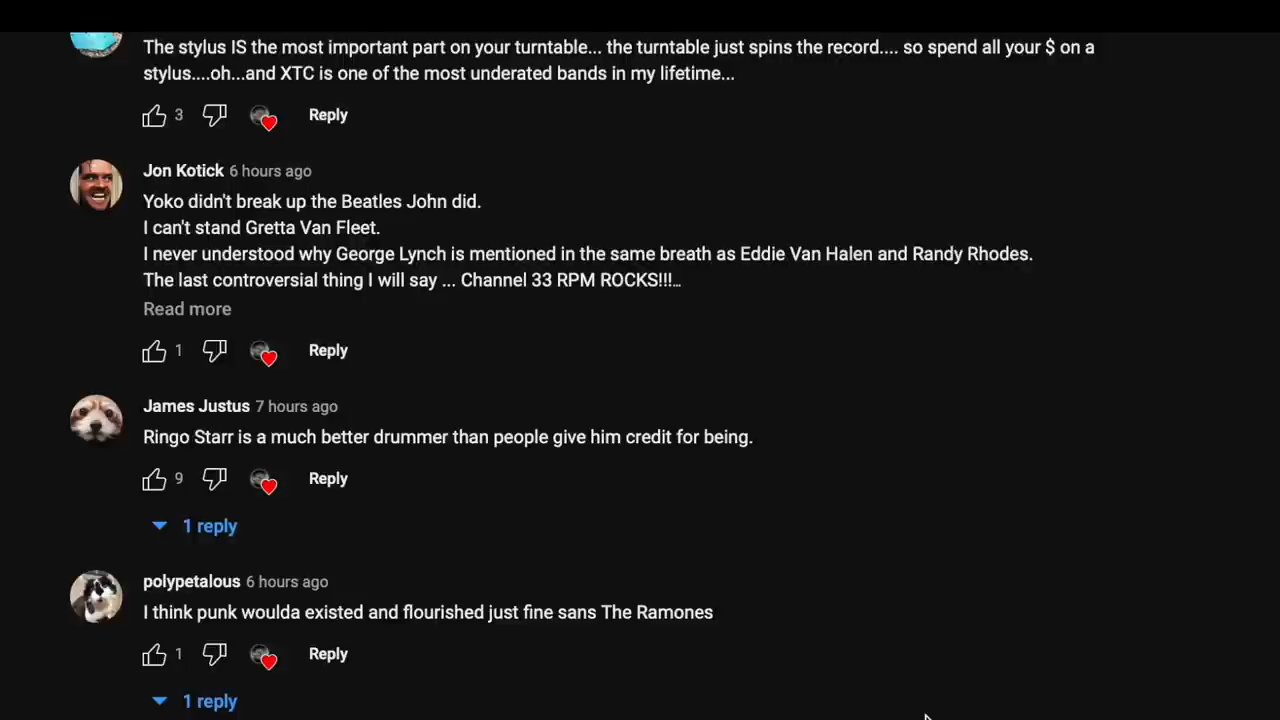 The stylus IS the most important part on your turntable... the turntable just spins the record.... so spend all your $ on a
stylus....oh...and XTC is one of the most underated bands in my lifetime...
3 Reply
Jon Kotick 6 hours ago
Yoko didn't break up the Beatles John did.
I can't stand Gretta Van Fleet.
I never understood why George Lynch is mentioned in the same breath as Eddie Van Halen and Randy Rhodes.
The last controversial thing I will say ... Channel 33 RPM ROCKS!!!...
Read more
1 Reply
James Justus 7 hours ago
Ringo Starr is a much better drummer than people give him credit for being.
9 Reply
1 reply
polypetalous 6 hours ago
I think punk woulda existed and flourished just fine sans The Ramones
1 Reply
1 reply